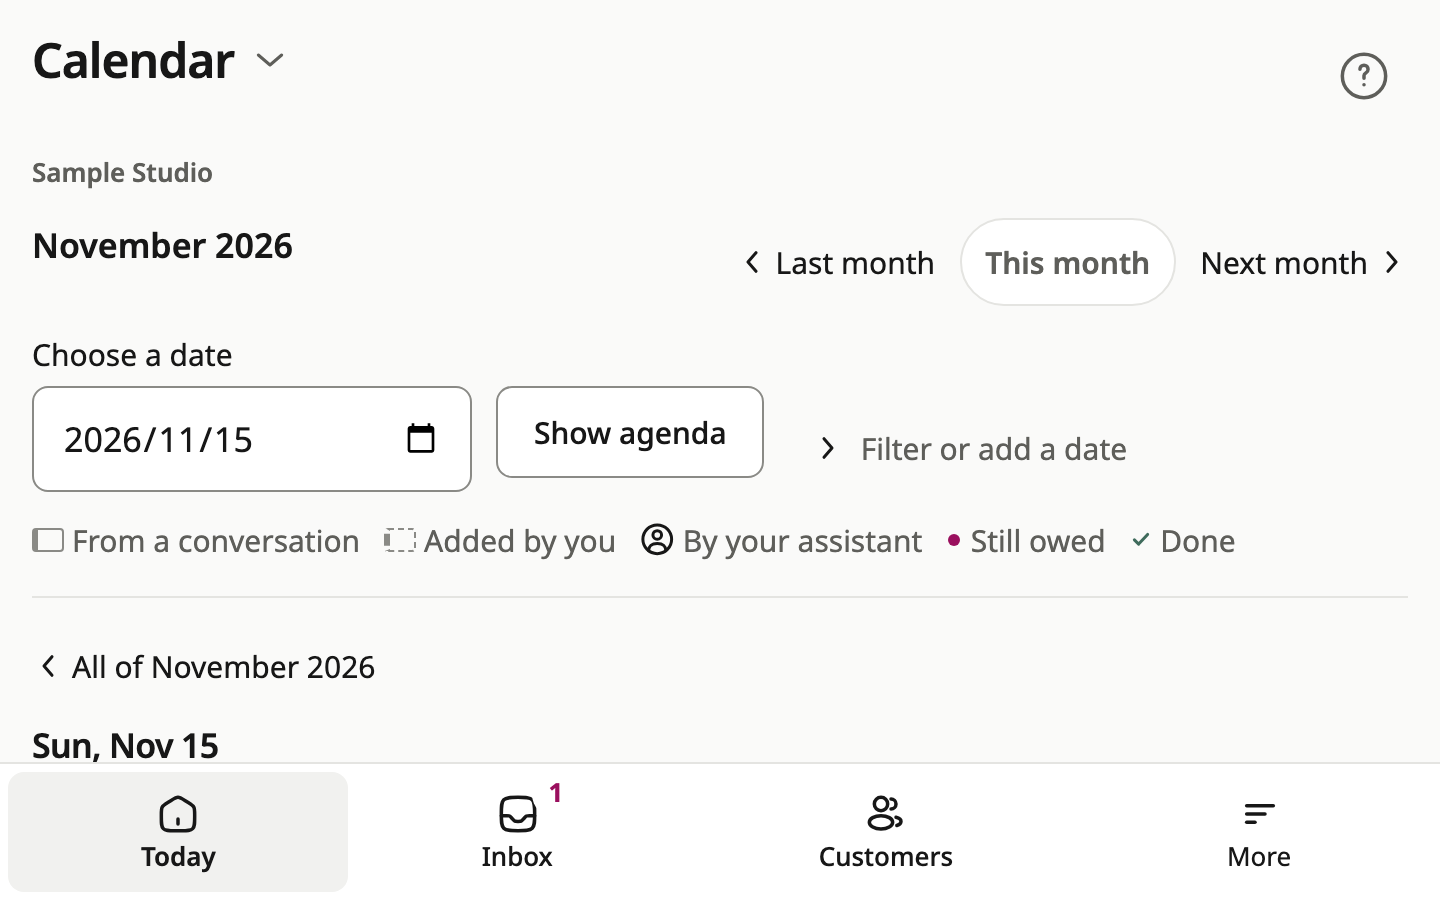 Calendar
Sample Studio
November 2026
Last month This month Next month
Choose a date
2026/11/15 Show agenda Filter or add a date
From a conversation Added by you By your assistant Still owed Done
All of November 2026
Sun, Nov 15
1
Today Inbox Customers More